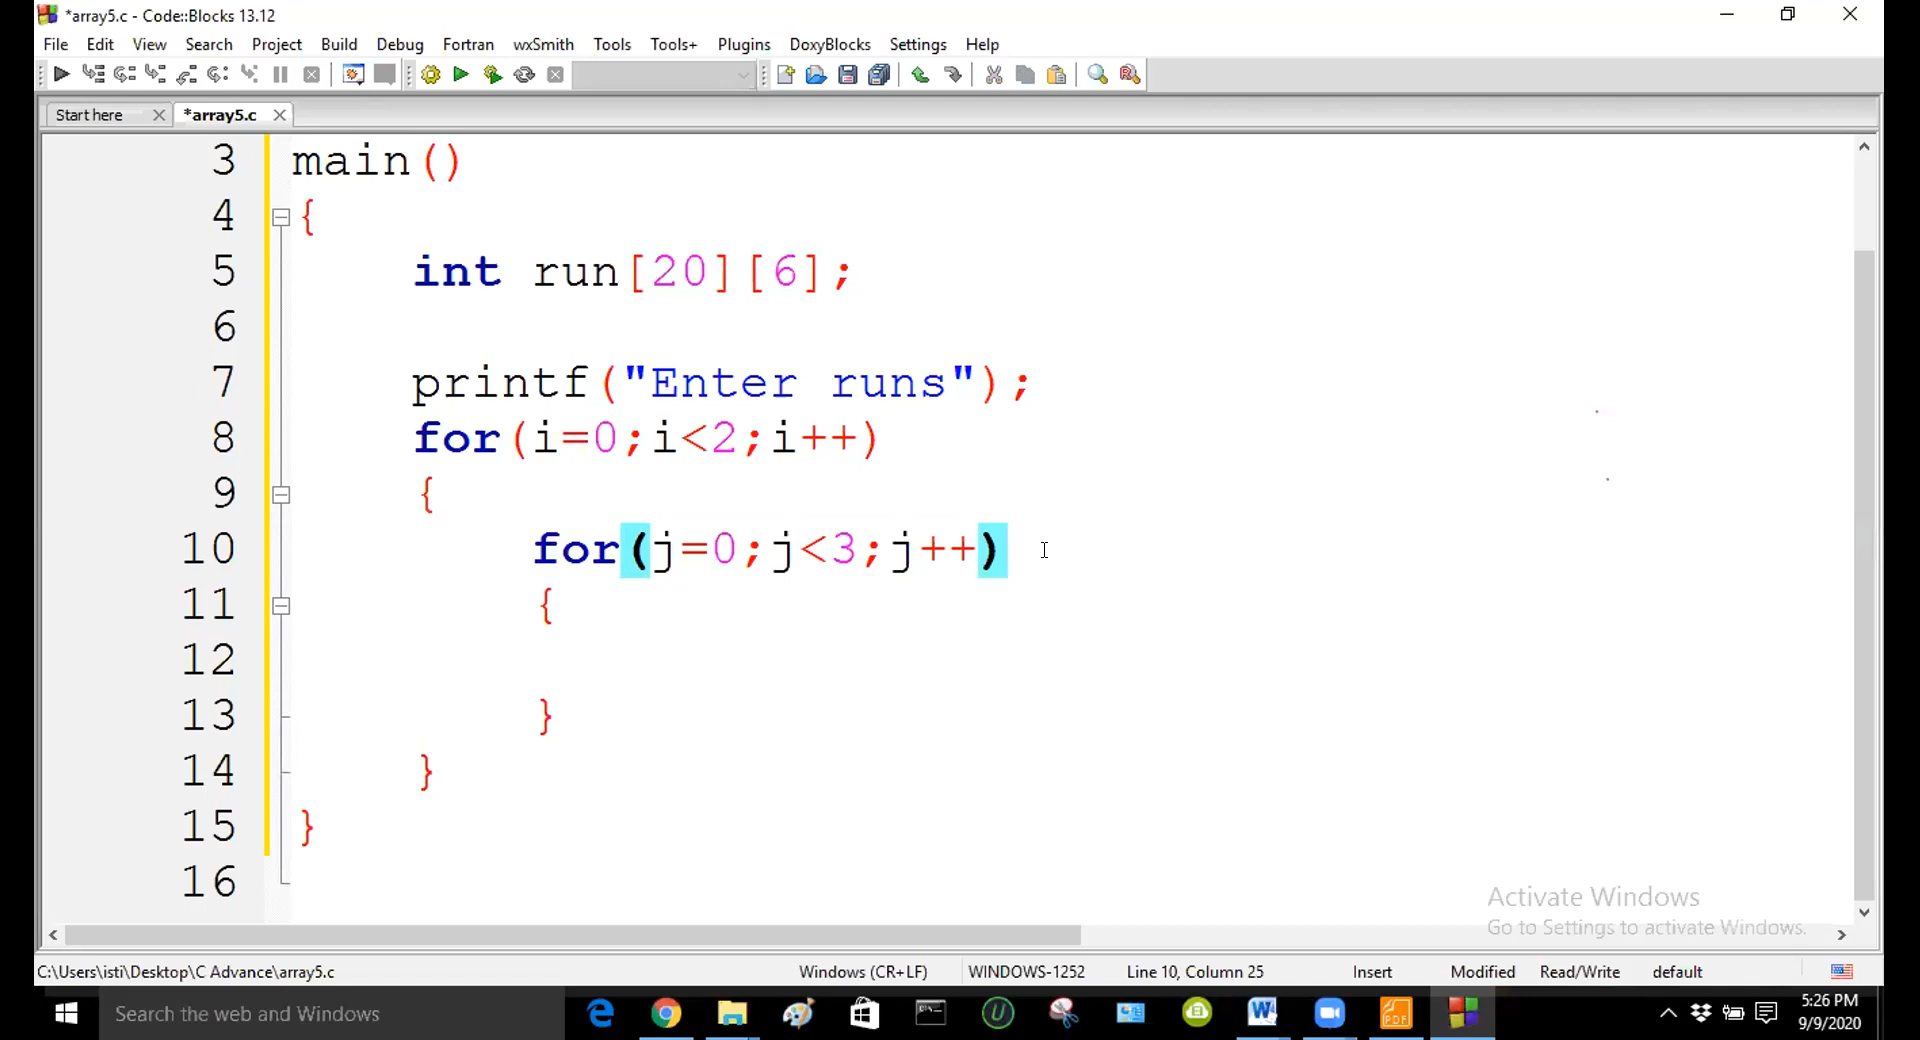 *array5.c - Code::Blocks 13.12
File Edit View Search Project Build Debug Fortran wxSmith Tools Tools+ Plugins DoxyBlocks Settings Help
Start here *array5.c
3 main()
4 {
5 int run[20][6];
6
7 printf("Enter runs");
8 for(i=0;i<2;i++)
9 {
10 for(j=0;j<3;j++)
11 {
12
13 }
14 }
15 }
16
Activate Windows
Go to Settings to activate Windows.
C:\Users\isti\Desktop\C Advance\array5.c Windows (CR+LF) WINDOWS-1252 Line 10, Column 25 Insert Modified Read/Write default
Search the web and Windows
5:26 PM
9/9/2020